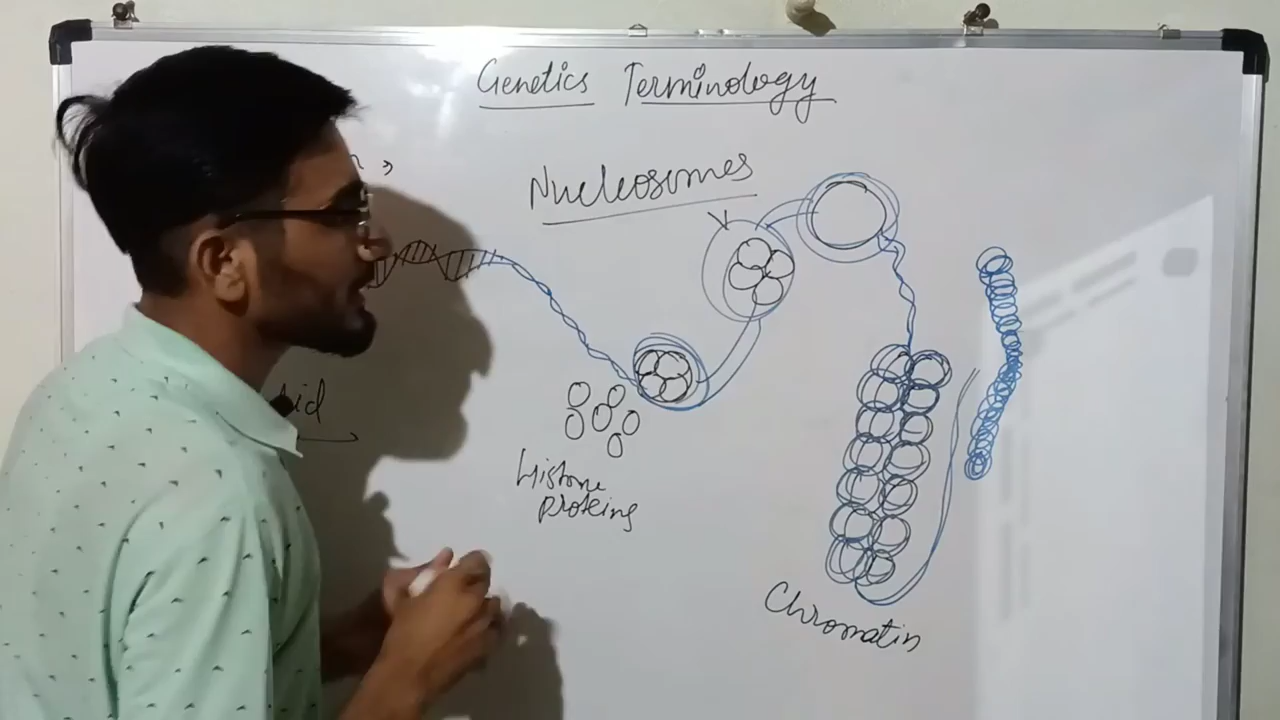 Genetics Terminology
Nucleosomes
Histone
proteins
Chromatin